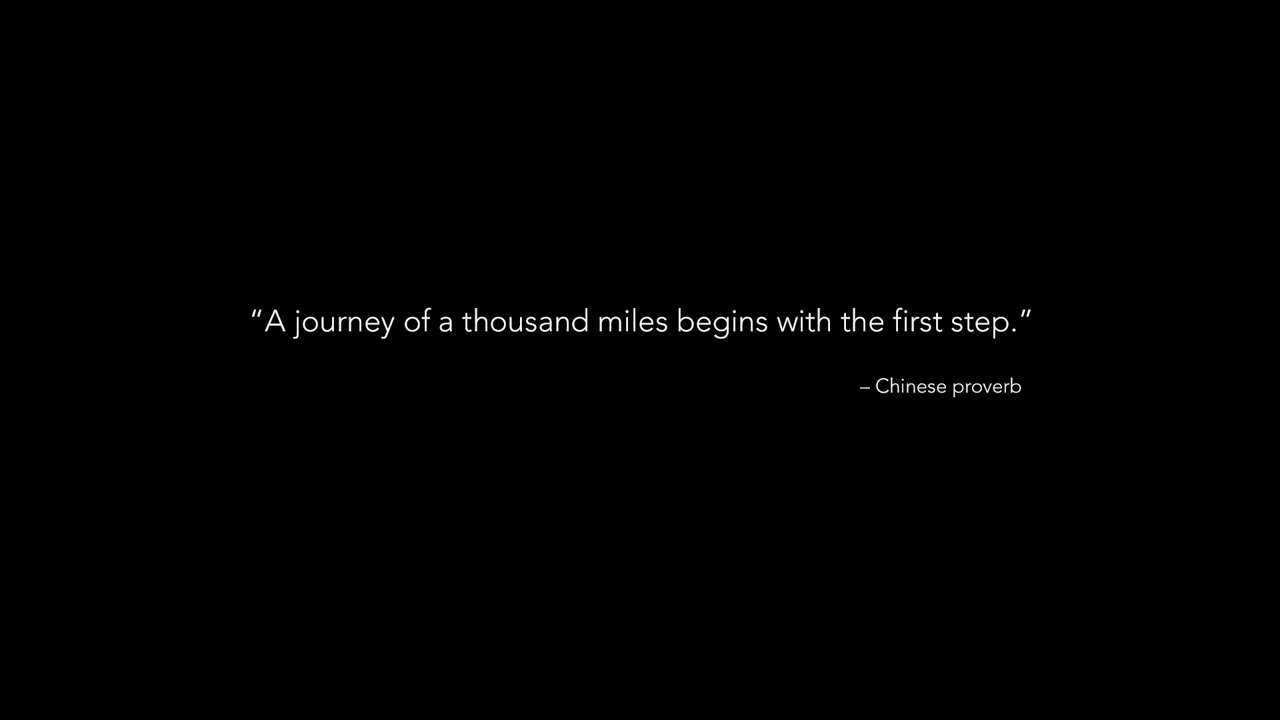 “A journey of a thousand miles begins with the first step.”
– Chinese proverb